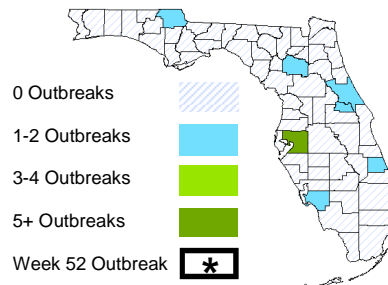 0 Outbreaks
1-2 Outbreaks
3-4 Outbreaks
5+ Outbreaks
Week 52 Outbreak *